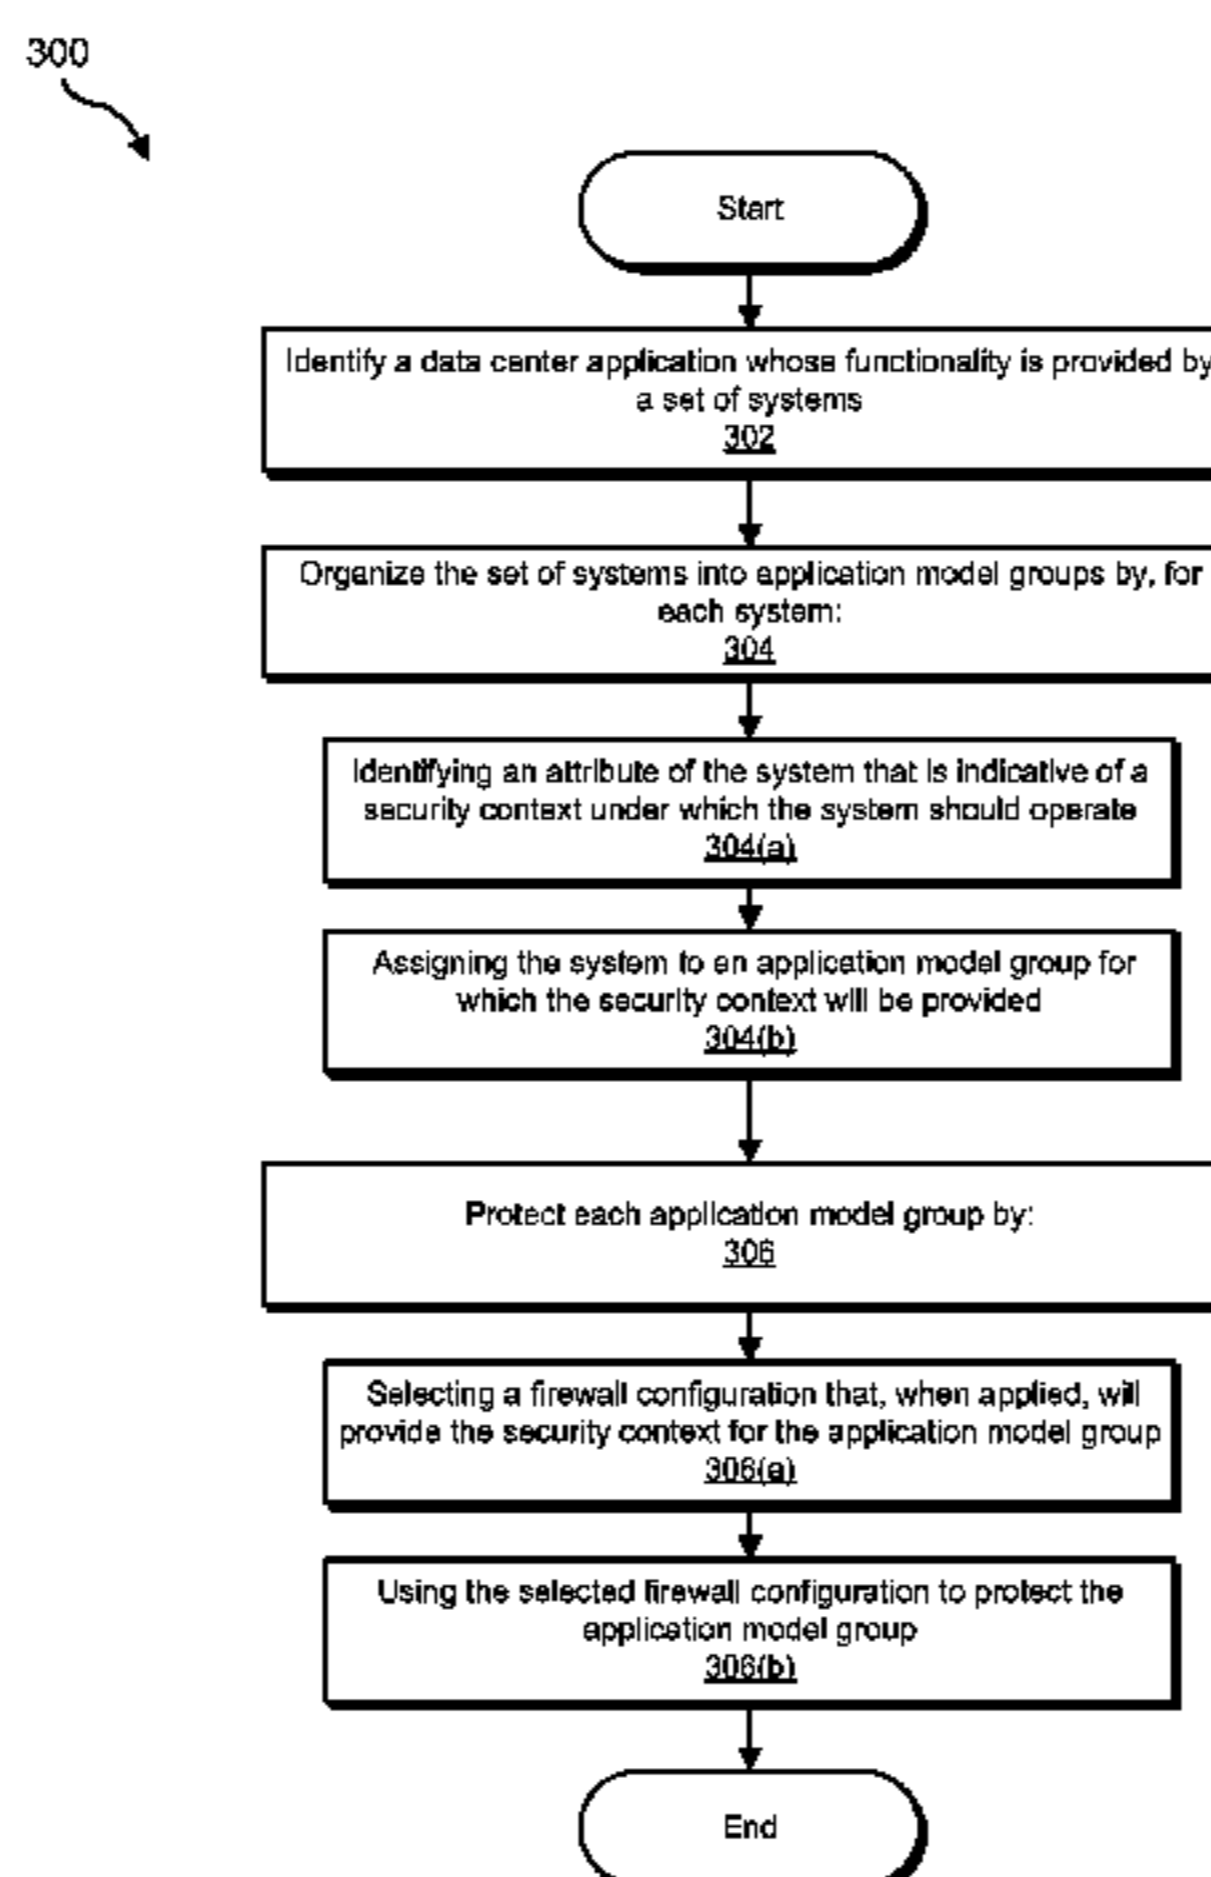 300
Start
Identify a data center application whose functionality is provided by
a set of systems
302
Organize the set of systems into application model groups by, for
each system:
304
Identifying an attribute of the system that is indicative of a
security context under which the system should operate
304(a)
Assigning the system to an application model group for
which the security context will be provided
304(b)
Protect each application model group by:
306
Selecting a firewall configuration that, when applied, will
provide the security context for the application model group
306(a)
Using the selected firewall configuration to protect the
application model group
306(b)
End